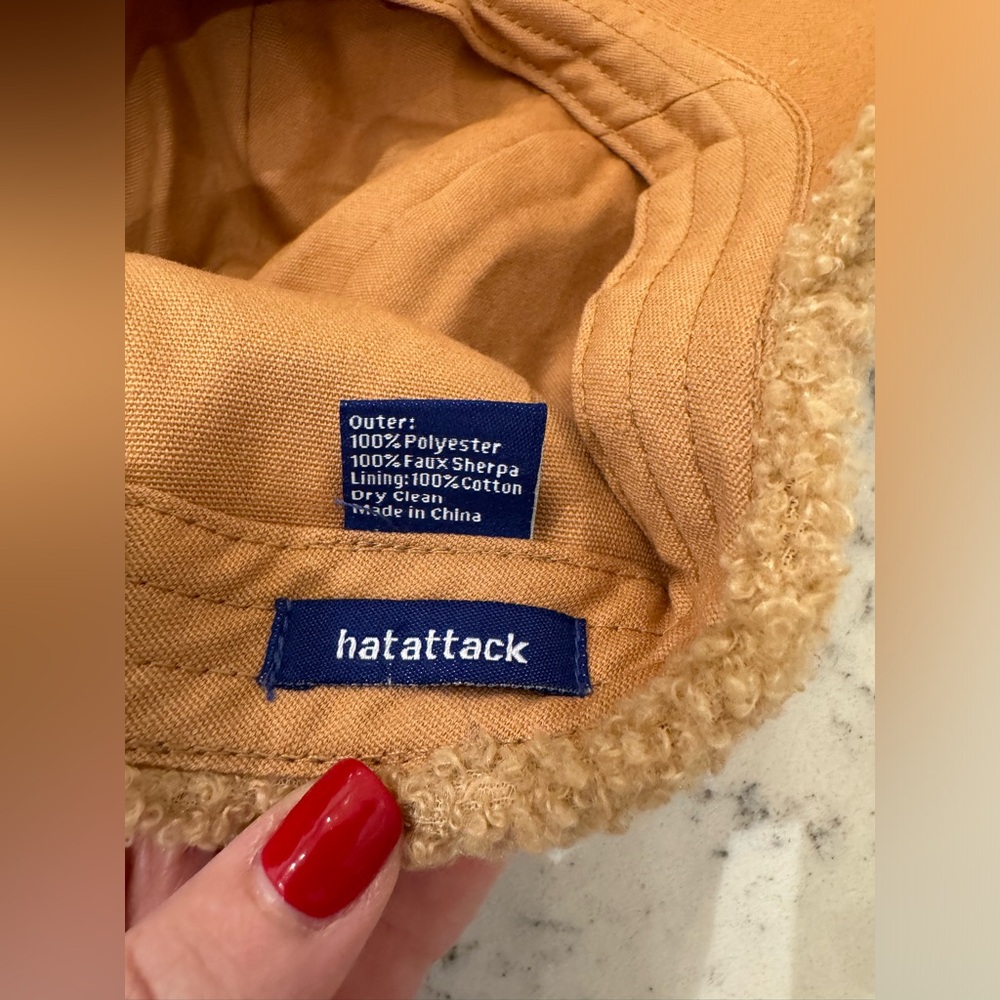 Outer:
100% Polyester
100% Faux Sherpa
Lining: 100% Cotton
Dry Clean
Made in China
hatattack